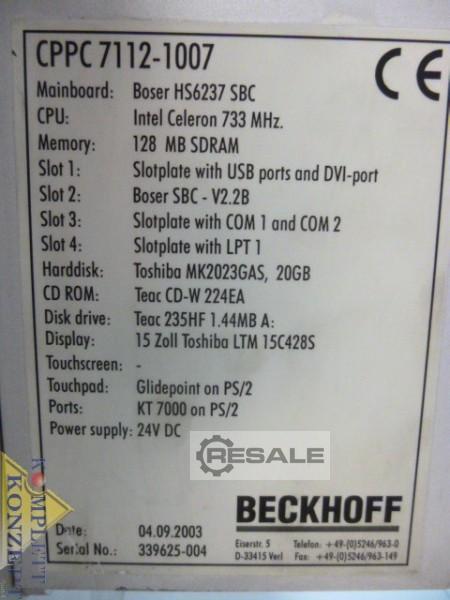 CPPC 7112-1007
CE
Mainboard: Boser HS6237 SBC
CPU: Intel Celeron 733 MHz.
Memory: 128 MB SDRAM
Slot 1: Slotplate with USB ports and DVI-port
Slot 2: Boser SBC - V2.2B
Slot 3: Slotplate with COM 1 and COM 2
Slot 4: Slotplate with LPT 1
Harddisk: Toshiba MK2023GAS, 20GB
CD ROM: Teac CD-W 224EA
Disk drive: Teac 235HF 1.44MB A:
Display: 15 Zoll Toshiba LTM 15C428S
Touchscreen: -
Touchpad: Glidepoint on PS/2
Ports: KT 7000 on PS/2
Power supply: 24V DC
RESALE
KOMPLETT
KONZEPT
BECKHOFF
Date: 04.09.2003
Serial No.: 339625-004
Eiserstr. 5 Telefon: +49-(0)5246/963-0
D-33415 Verl Fax: +49-(0)5246/963-149